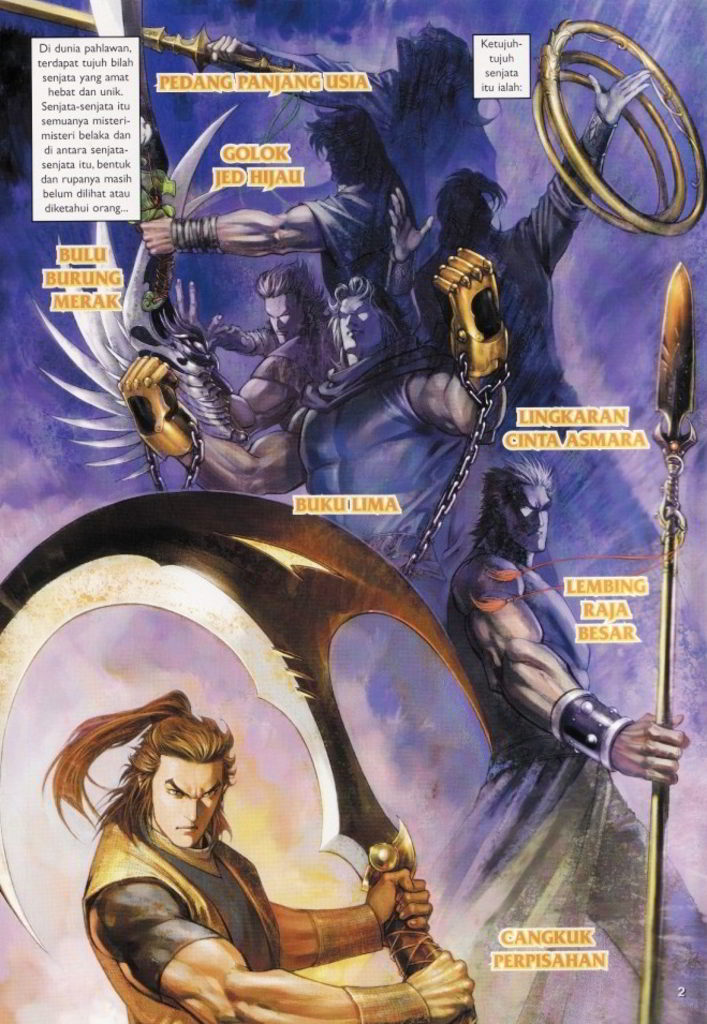 Di dunia pahlawan,
terdapat tujuh bilah
senjata yang amat
hebat dan unik.
Senjata-senjata itu
semuanya misteri-
misteri belaka dan
di antara senjata-
senjata itu, bentuk
dan rupanya masih
belum dilihat atau
diketahui orang...
Ketujuh-
tujuh
senjata
itu ialah:
PEDANG PANJANG USIA
GOLOK
JED HIJAU
BULU
BURUNG
MERAK
LINGKARAN
CINTA ASMARA
BUKU LIMA
LEMBING
RAJA
BESAR
CANGKUK
PERPISAHAN
2